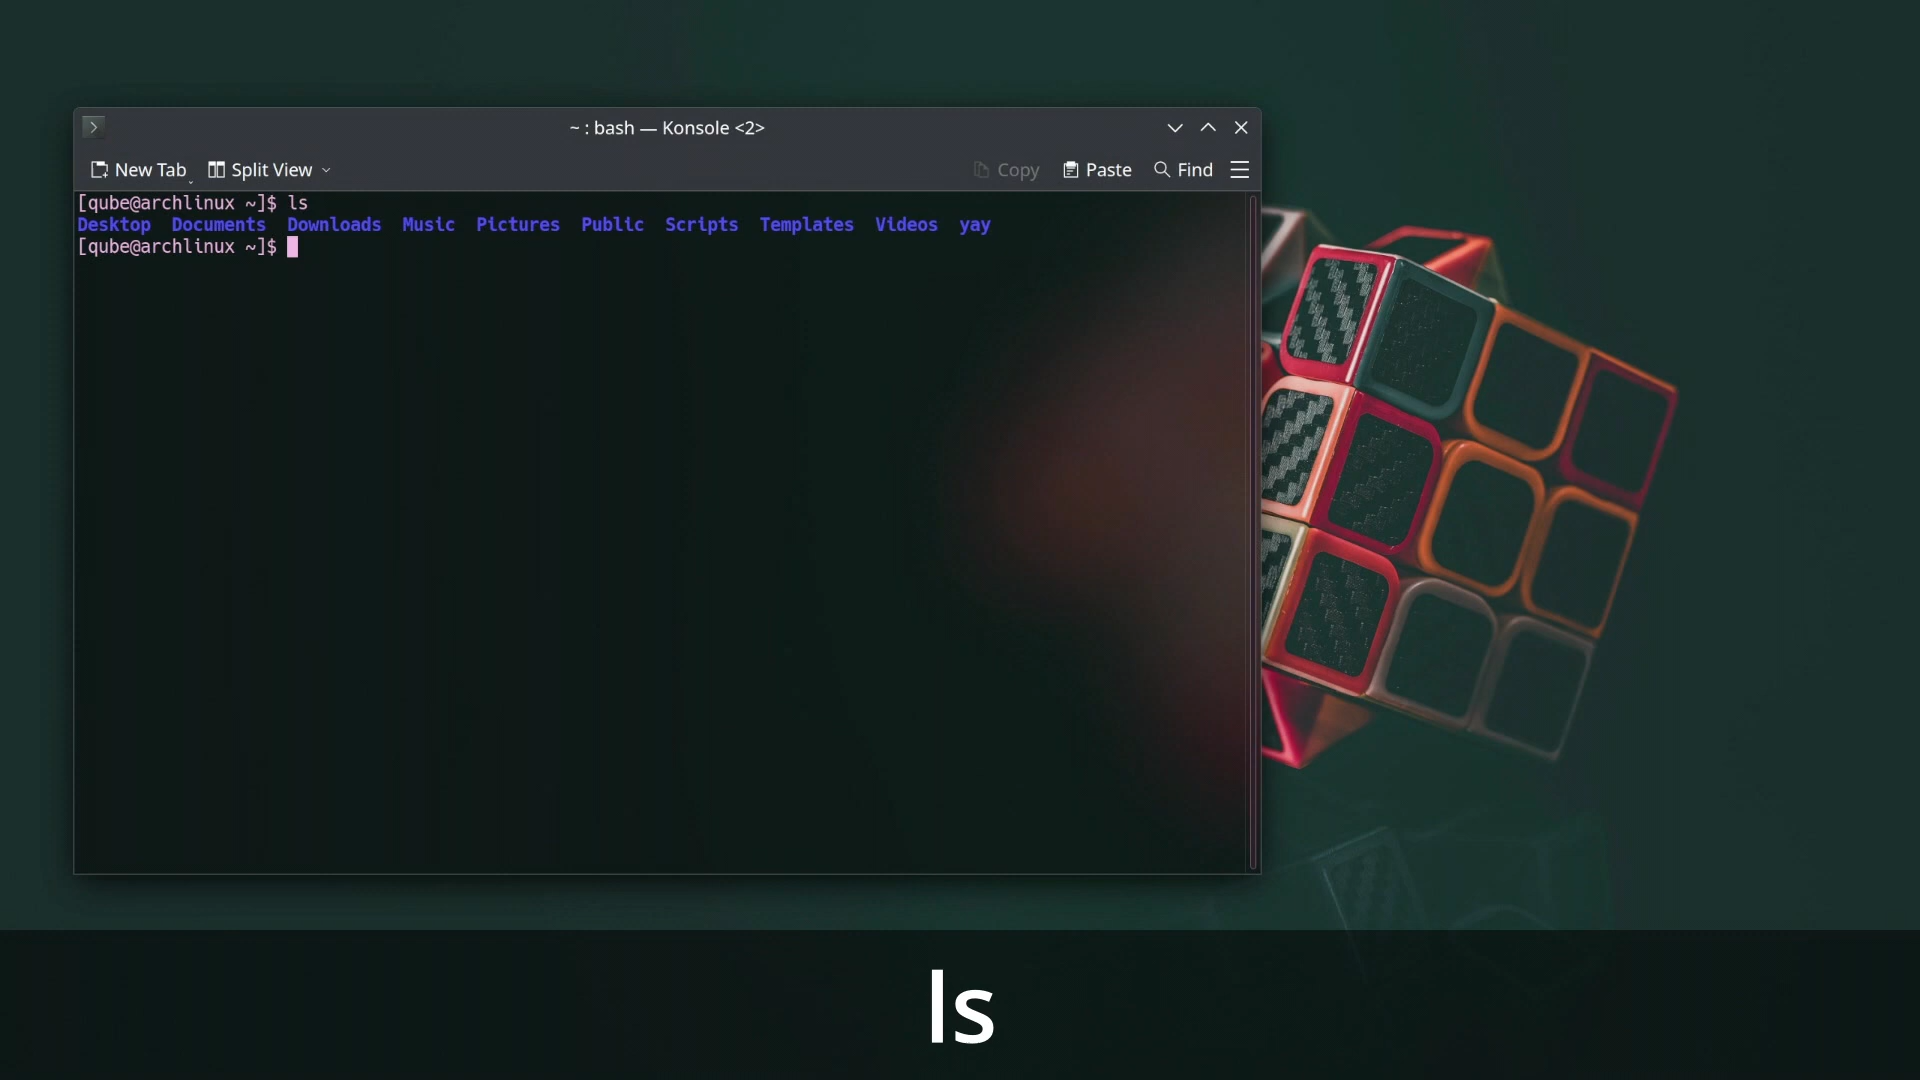 ~ : bash — Konsole <2>
New Tab Split View Copy Paste Find
[qube@archlinux ~]$ ls
Desktop Documents Downloads Music Pictures Public Scripts Templates Videos yay
[qube@archlinux ~]$
ls